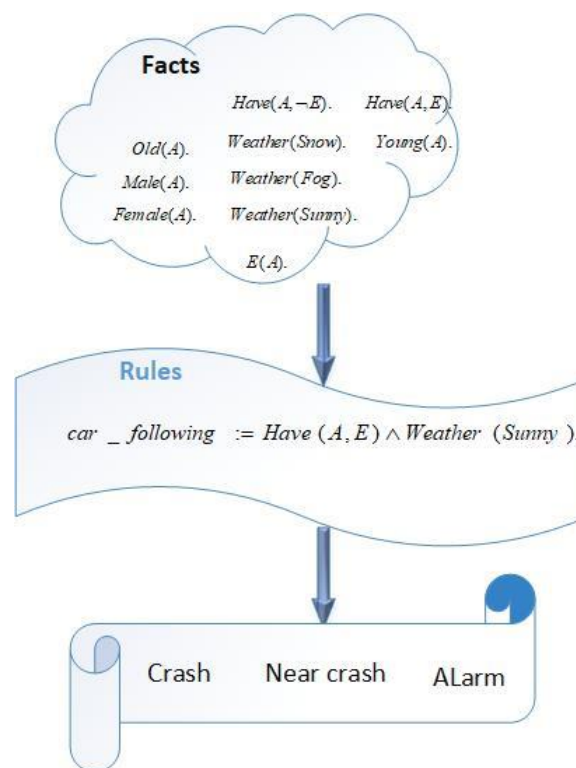 Facts
Have(A,¬E). Have(A,E).
Old(A). Weather(Snow). Young(A).
Male(A). Weather(Fog).
Female(A). Weather(Sunny).
E(A).
Rules
car _ following := Have (A,E) ∧ Weather (Sunny ).
Crash Near crash ALarm